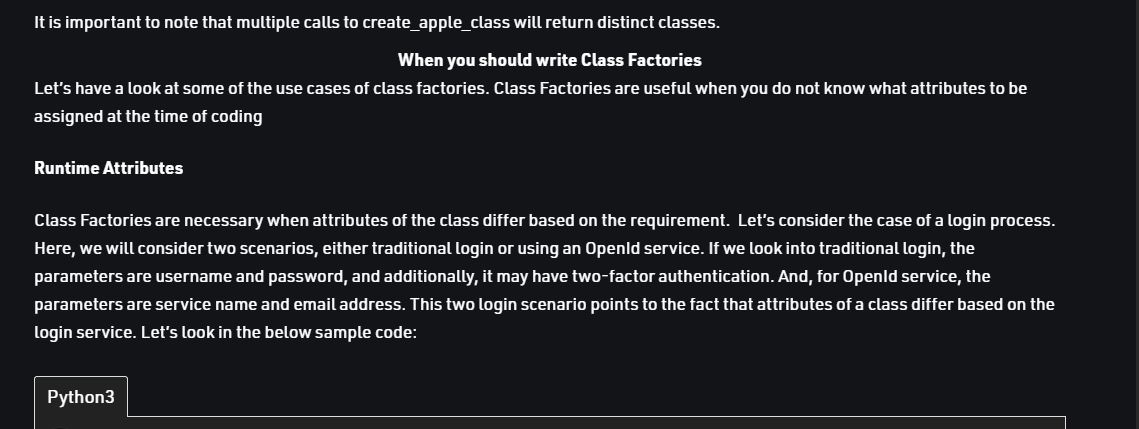 It is important to note that multiple calls to create_apple_class will return distinct classes.
When you should write Class Factories
Let’s have a look at some of the use cases of class factories. Class Factories are useful when you do not know what attributes to be
assigned at the time of coding
Runtime Attributes
Class Factories are necessary when attributes of the class differ based on the requirement.  Let’s consider the case of a login process.
Here, we will consider two scenarios, either traditional login or using an OpenId service. If we look into traditional login, the
parameters are username and password, and additionally, it may have two-factor authentication. And, for OpenId service, the
parameters are service name and email address. This two login scenario points to the fact that attributes of a class differ based on the
login service. Let’s look in the below sample code:
Python3